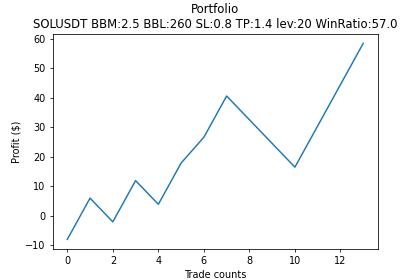 Portfolio
SOLUSDT BBM:2.5 BBL:260 SL:0.8 TP:1.4 lev:20 WinRatio:57.0
60
50
40
30
20
10
0
−10
Profit ($)
0 2 4 6 8 10 12
Trade counts